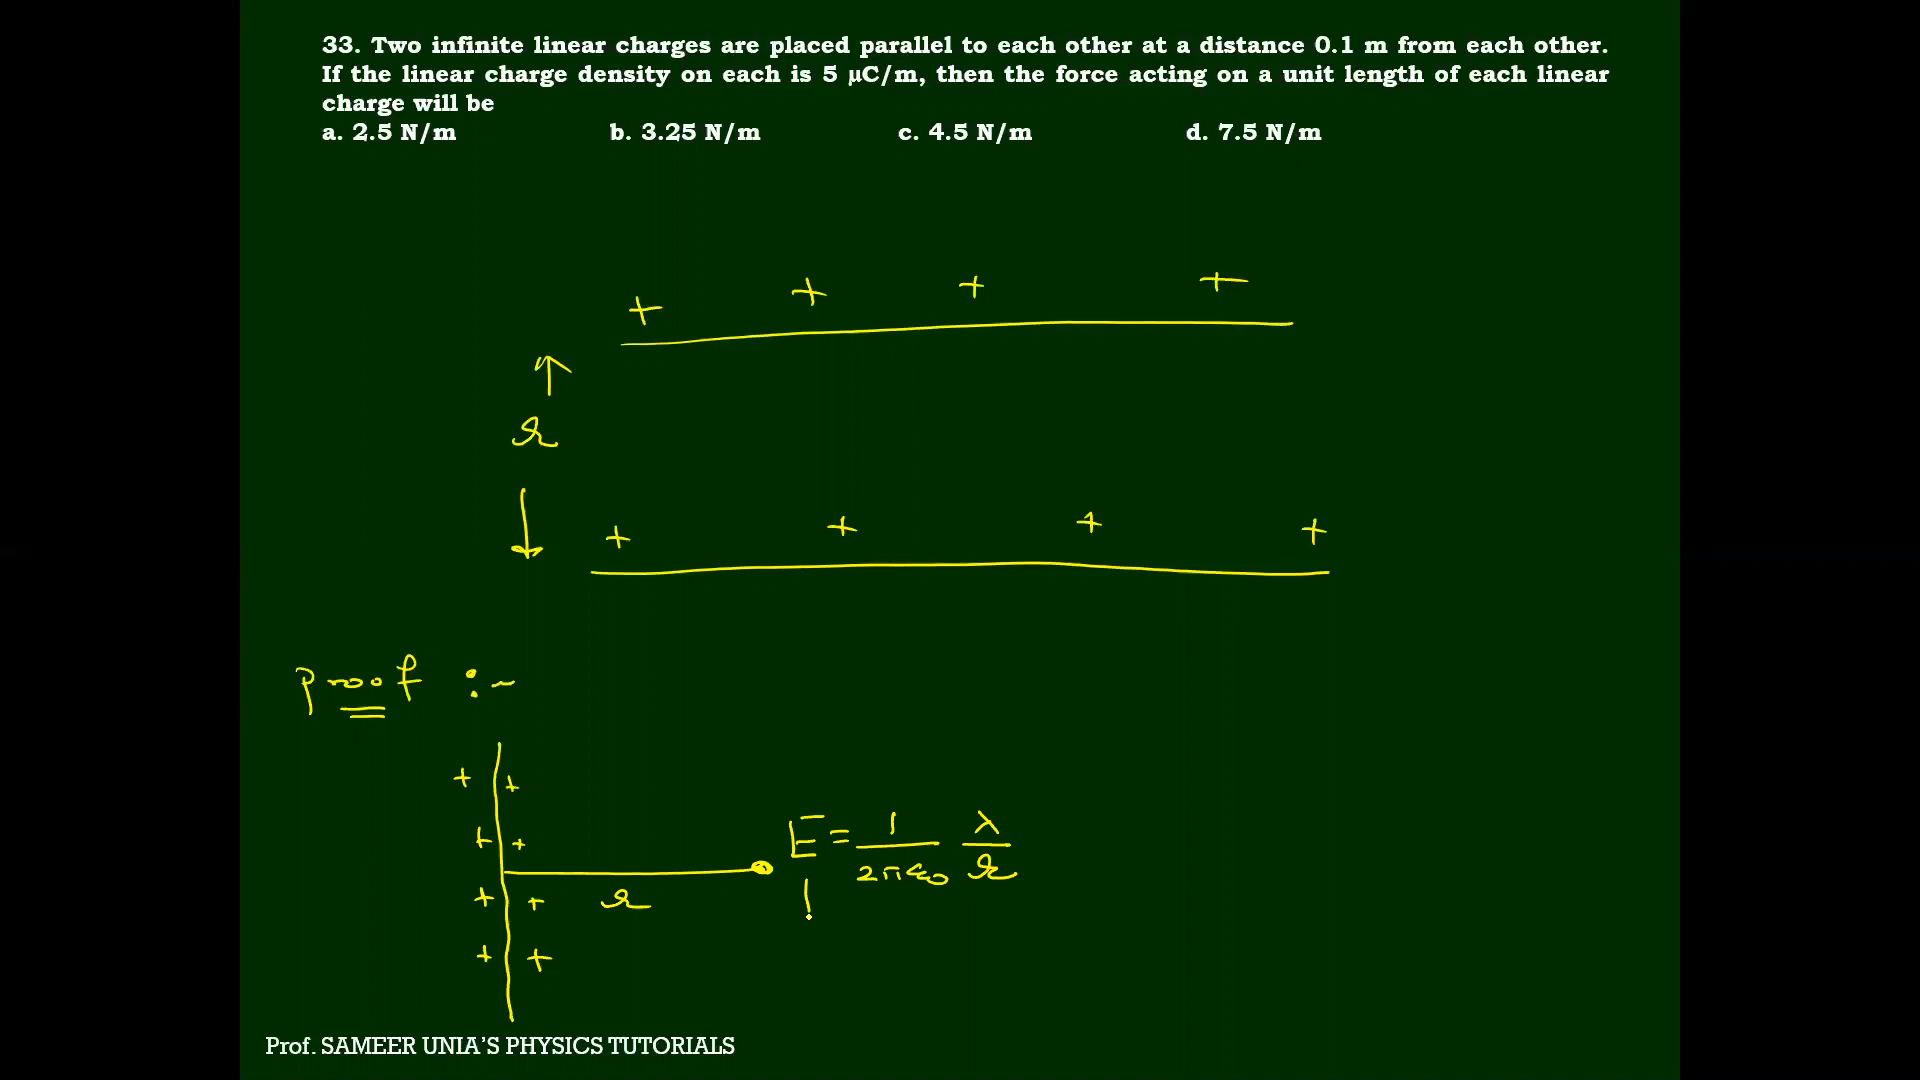 33. Two infinite linear charges are placed parallel to each other at a distance 0.1 m from each other.
If the linear charge density on each is 5 μC/m, then the force acting on a unit length of each linear
charge will be
a. 2.5 N/m b. 3.25 N/m c. 4.5 N/m d. 7.5 N/m
+ + + +
r
+ + + +
Proof :-
+ +
+ +
E = 1/2πε0 λ/r
r
+ +
+ +
Prof. SAMEER UNIA'S PHYSICS TUTORIALS